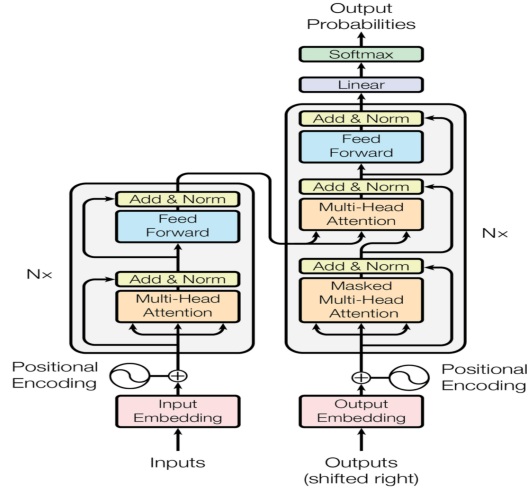 Output
Probabilities
Softmax
Linear
Add & Norm
Feed
Forward
Add & Norm
Multi-Head
Attention
Add & Norm
Masked
Multi-Head
Attention
N×
Positional
Encoding
Output
Embedding
Outputs
(shifted right)
Add & Norm
Feed
Forward
Add & Norm
Multi-Head
Attention
N×
Positional
Encoding
Input
Embedding
Inputs